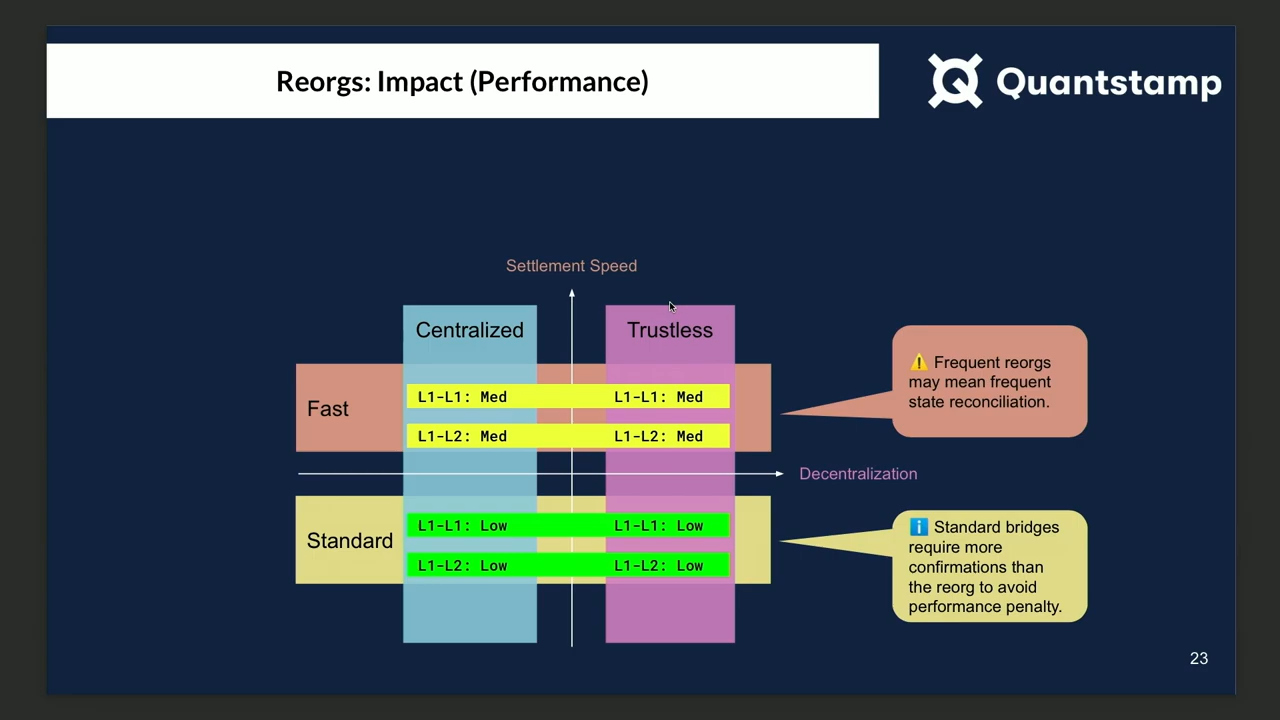 Reorgs: Impact (Performance)
Quantstamp
Settlement Speed
Centralized
Trustless
Fast
L1-L1: Med
L1-L1: Med
L1-L2: Med
L1-L2: Med
⚠️ Frequent reorgs
may mean frequent
state reconciliation.
Decentralization
Standard
L1-L1: Low
L1-L1: Low
L1-L2: Low
L1-L2: Low
ℹ️ Standard bridges
require more
confirmations than
the reorg to avoid
performance penalty.
23